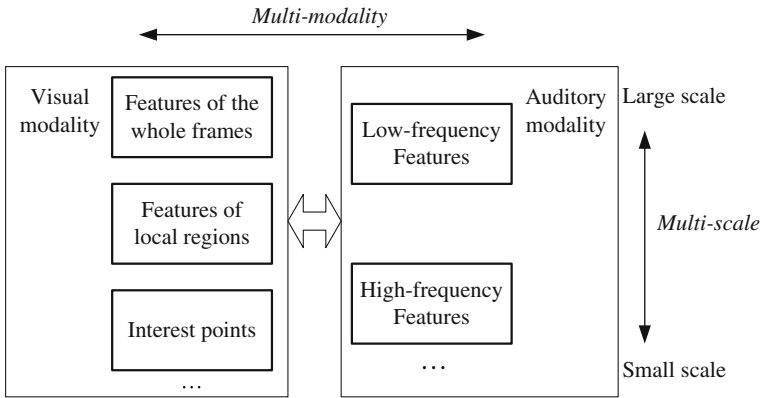 Multi-modality
Visual
modality
Features of the
whole frames
Features of
local regions
Interest points
...
Auditory
modality
Low-frequency
Features
High-frequency
Features
...
Large scale
Multi-scale
Small scale